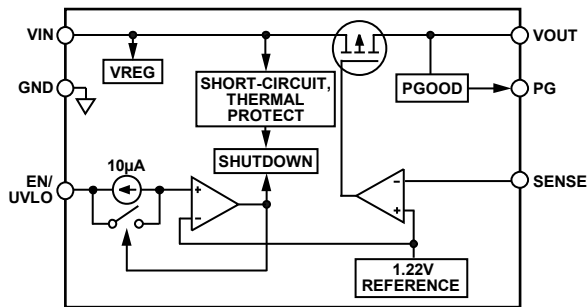 VIN
VOUT
VREG
GND
SHORT-CIRCUIT,
THERMAL
PROTECT
PGOOD
PG
SHUTDOWN
10µA
EN/
UVLO
SENSE
+
–
–
+
1.22V
REFERENCE